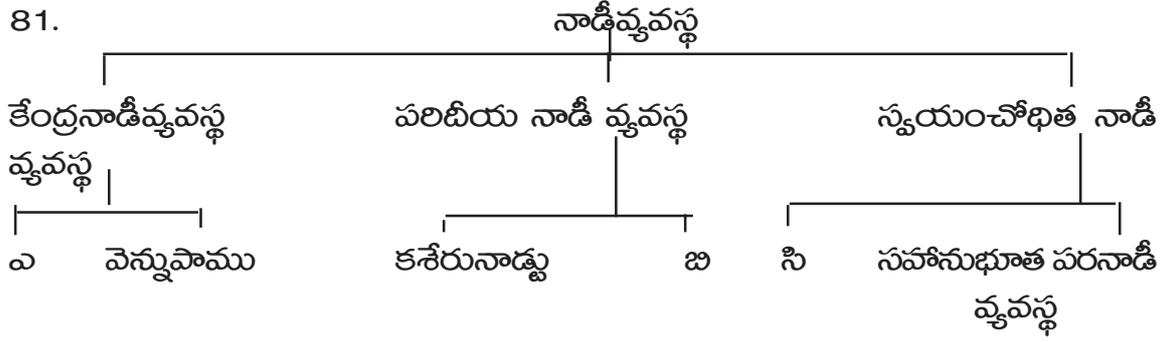 81. నాడీవ్యవస్థ
కేంద్రనాడీవ్యవస్థ పరిదీయ నాడీ వ్యవస్థ స్వయంచోధిత నాడీ
వ్యవస్థ
ఎ వెన్నుపాము కశేరునాడ్టు బి సి సహానుభూత పరనాడీ
వ్యవస్థ